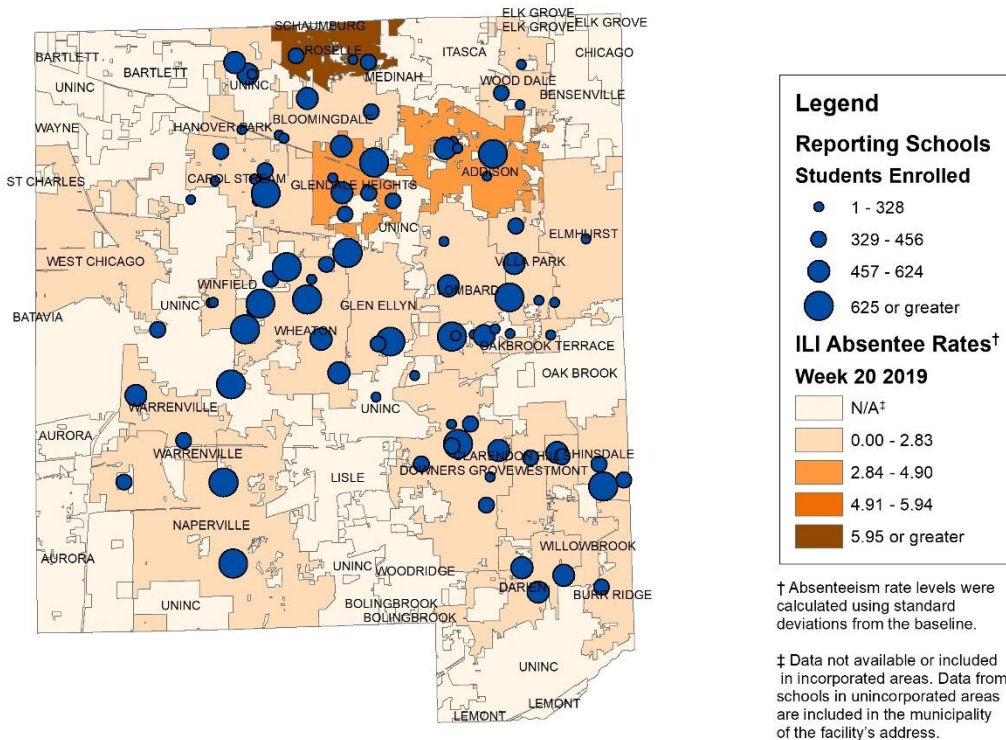 SCHAUMBURG
ELK GROVE
ELK GROVE
ELK GROVE
BARTLETT
ROSELLE
ITASCA
CHICAGO
BARTLETT
MEDINAH
UNINC
UNINC
WOOD DALE
BENSENVILLE
BLOOMINGDALE
WAYNE
HANOVER PARK
ADDISON
ST CHARLES
CAROL STREAM
GLENDALE HEIGHTS
UNINC
ELMHURST
WEST CHICAGO
VILLA PARK
WINFIELD
LOMBARD
UNINC
GLEN ELLYN
BATAVIA
WHEATON
OAKBROOK TERRACE
OAK BROOK
WARRENVILLE
UNINC
AURORA
WARRENVILLE
CLARENDON HILLS
HINSDALE
LISLE
DOWNERS GROVE
WESTMONT
NAPERVILLE
WILLOWBROOK
AURORA
UNINC
WOODRIDGE
DARIEN
BURR RIDGE
UNINC
BOLINGBROOK
BOLINGBROOK
UNINC
LEMONT
LEMONT
Legend
Reporting Schools
Students Enrolled
1 - 328
329 - 456
457 - 624
625 or greater
ILI Absentee Rates†
Week 20 2019
N/A‡
0.00 - 2.83
2.84 - 4.90
4.91 - 5.94
5.95 or greater
† Absenteeism rate levels were
calculated using standard
deviations from the baseline.
‡ Data not available or included
in incorporated areas. Data from
schools in unincorporated areas
are included in the municipality
of the facility's address.